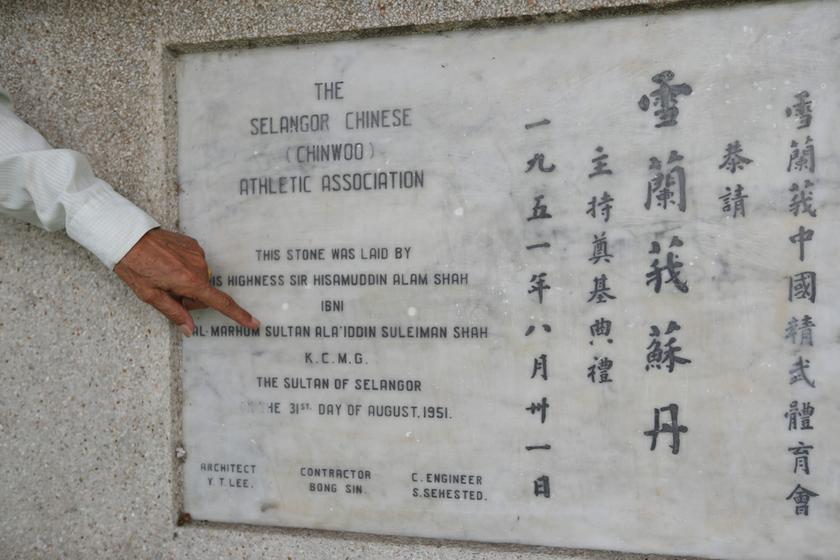 THE
SELANGOR CHINESE
(CHINWOO)
ATHLETIC ASSOCIATION
THIS STONE WAS LAID BY
HIS HIGHNESS SIR HISAMUDDIN ALAM SHAH
IBNI
AL-MARHUM SULTAN ALA'IDDIN SULEIMAN SHAH
K.C.M.G.
THE SULTAN OF SELANGOR
THE 31ST. DAY OF AUGUST, 1951.
ARCHITECT
Y. T. LEE.
CONTRACTOR
BONG SIN.
C. ENGINEER
S. SEHESTED.
雪蘭莪中國精武體育會
恭請
雪蘭莪蘇丹
主持奠基典禮
一九五一年八月卅一日